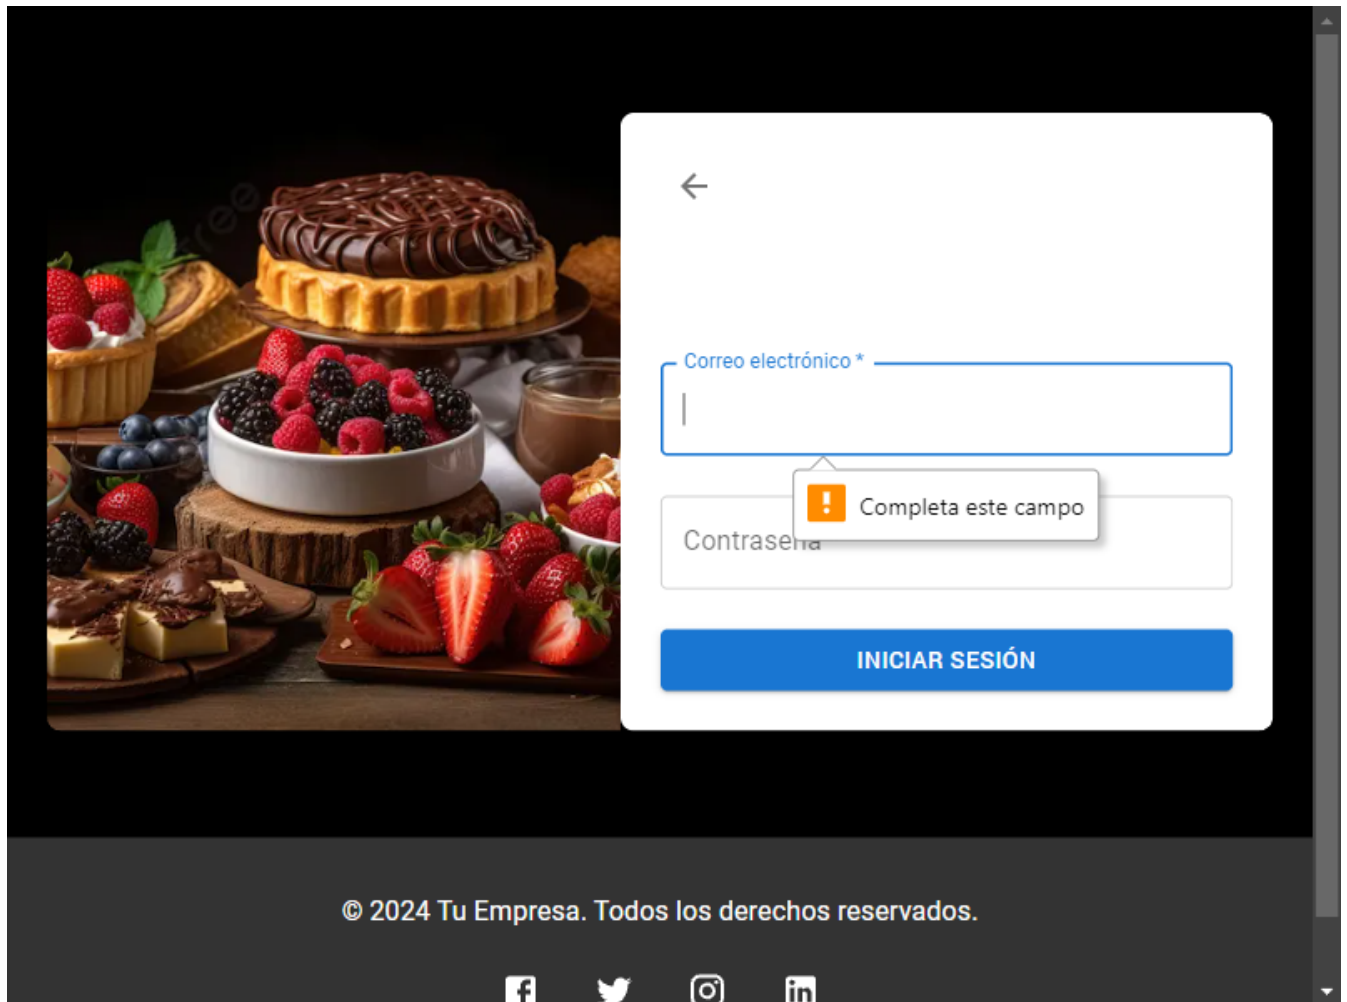 Correo electrónico *
Completa este campo
Contraseña
INICIAR SESIÓN
© 2024 Tu Empresa. Todos los derechos reservados.